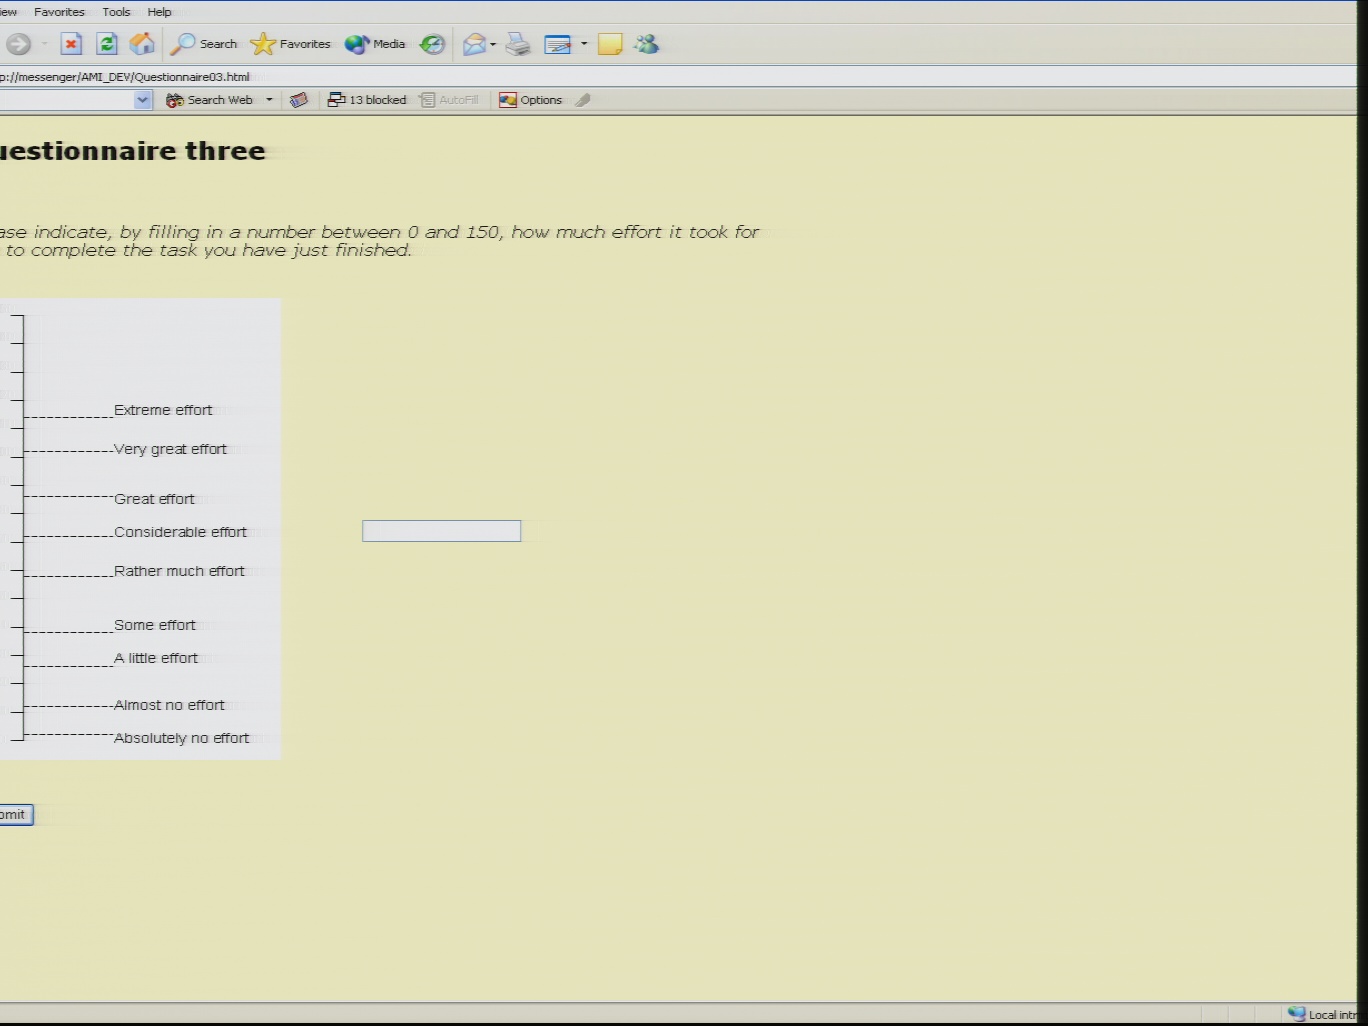 Favorites Tools Help
Search Favorites Media
p://messenger/AMI_DEV/Questionnaire03.html
Search Web 13 blocked AutoFill Options
uestionnaire three
ase indicate, by filling in a number between 0 and 150, how much effort it took for
to complete the task you have just finished.
Extreme effort
Very great effort
Great effort
Considerable effort
Rather much effort
Some effort
A little effort
Almost no effort
Absolutely no effort
omit
Local intr